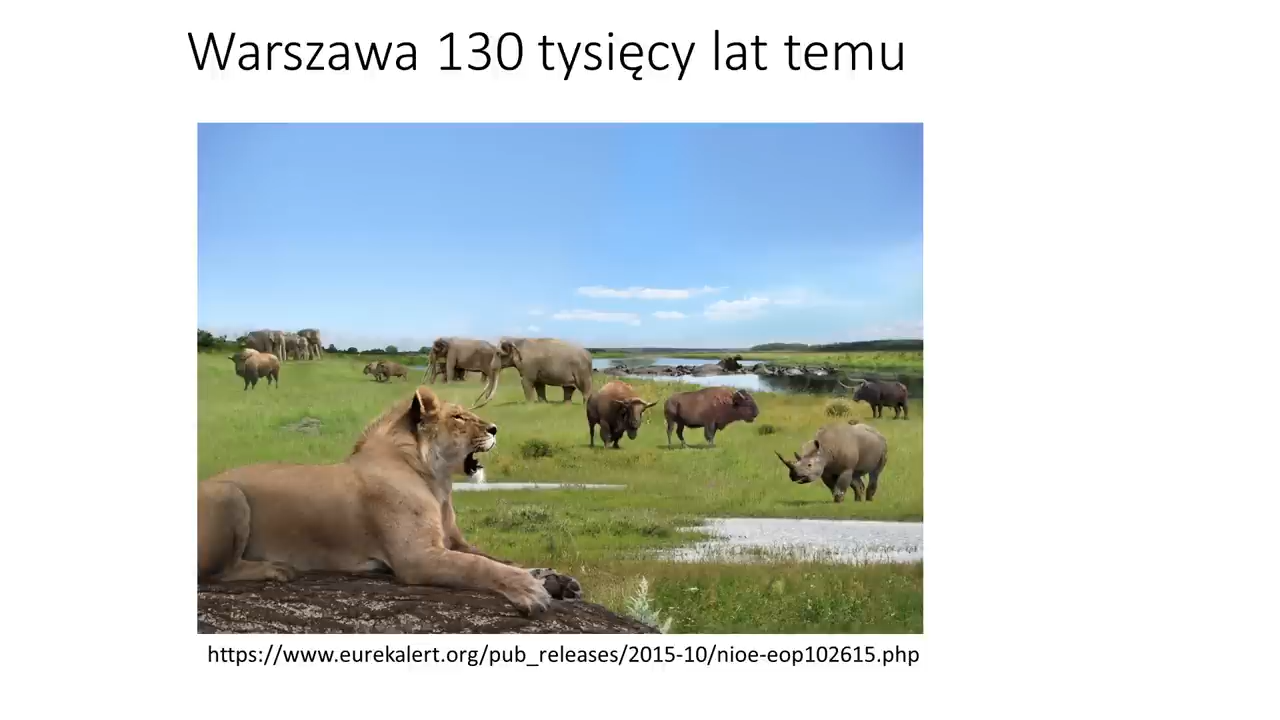 Warszawa 130 tysięcy lat temu
https://www.eurekalert.org/pub_releases/2015-10/nioe-eop102615.php